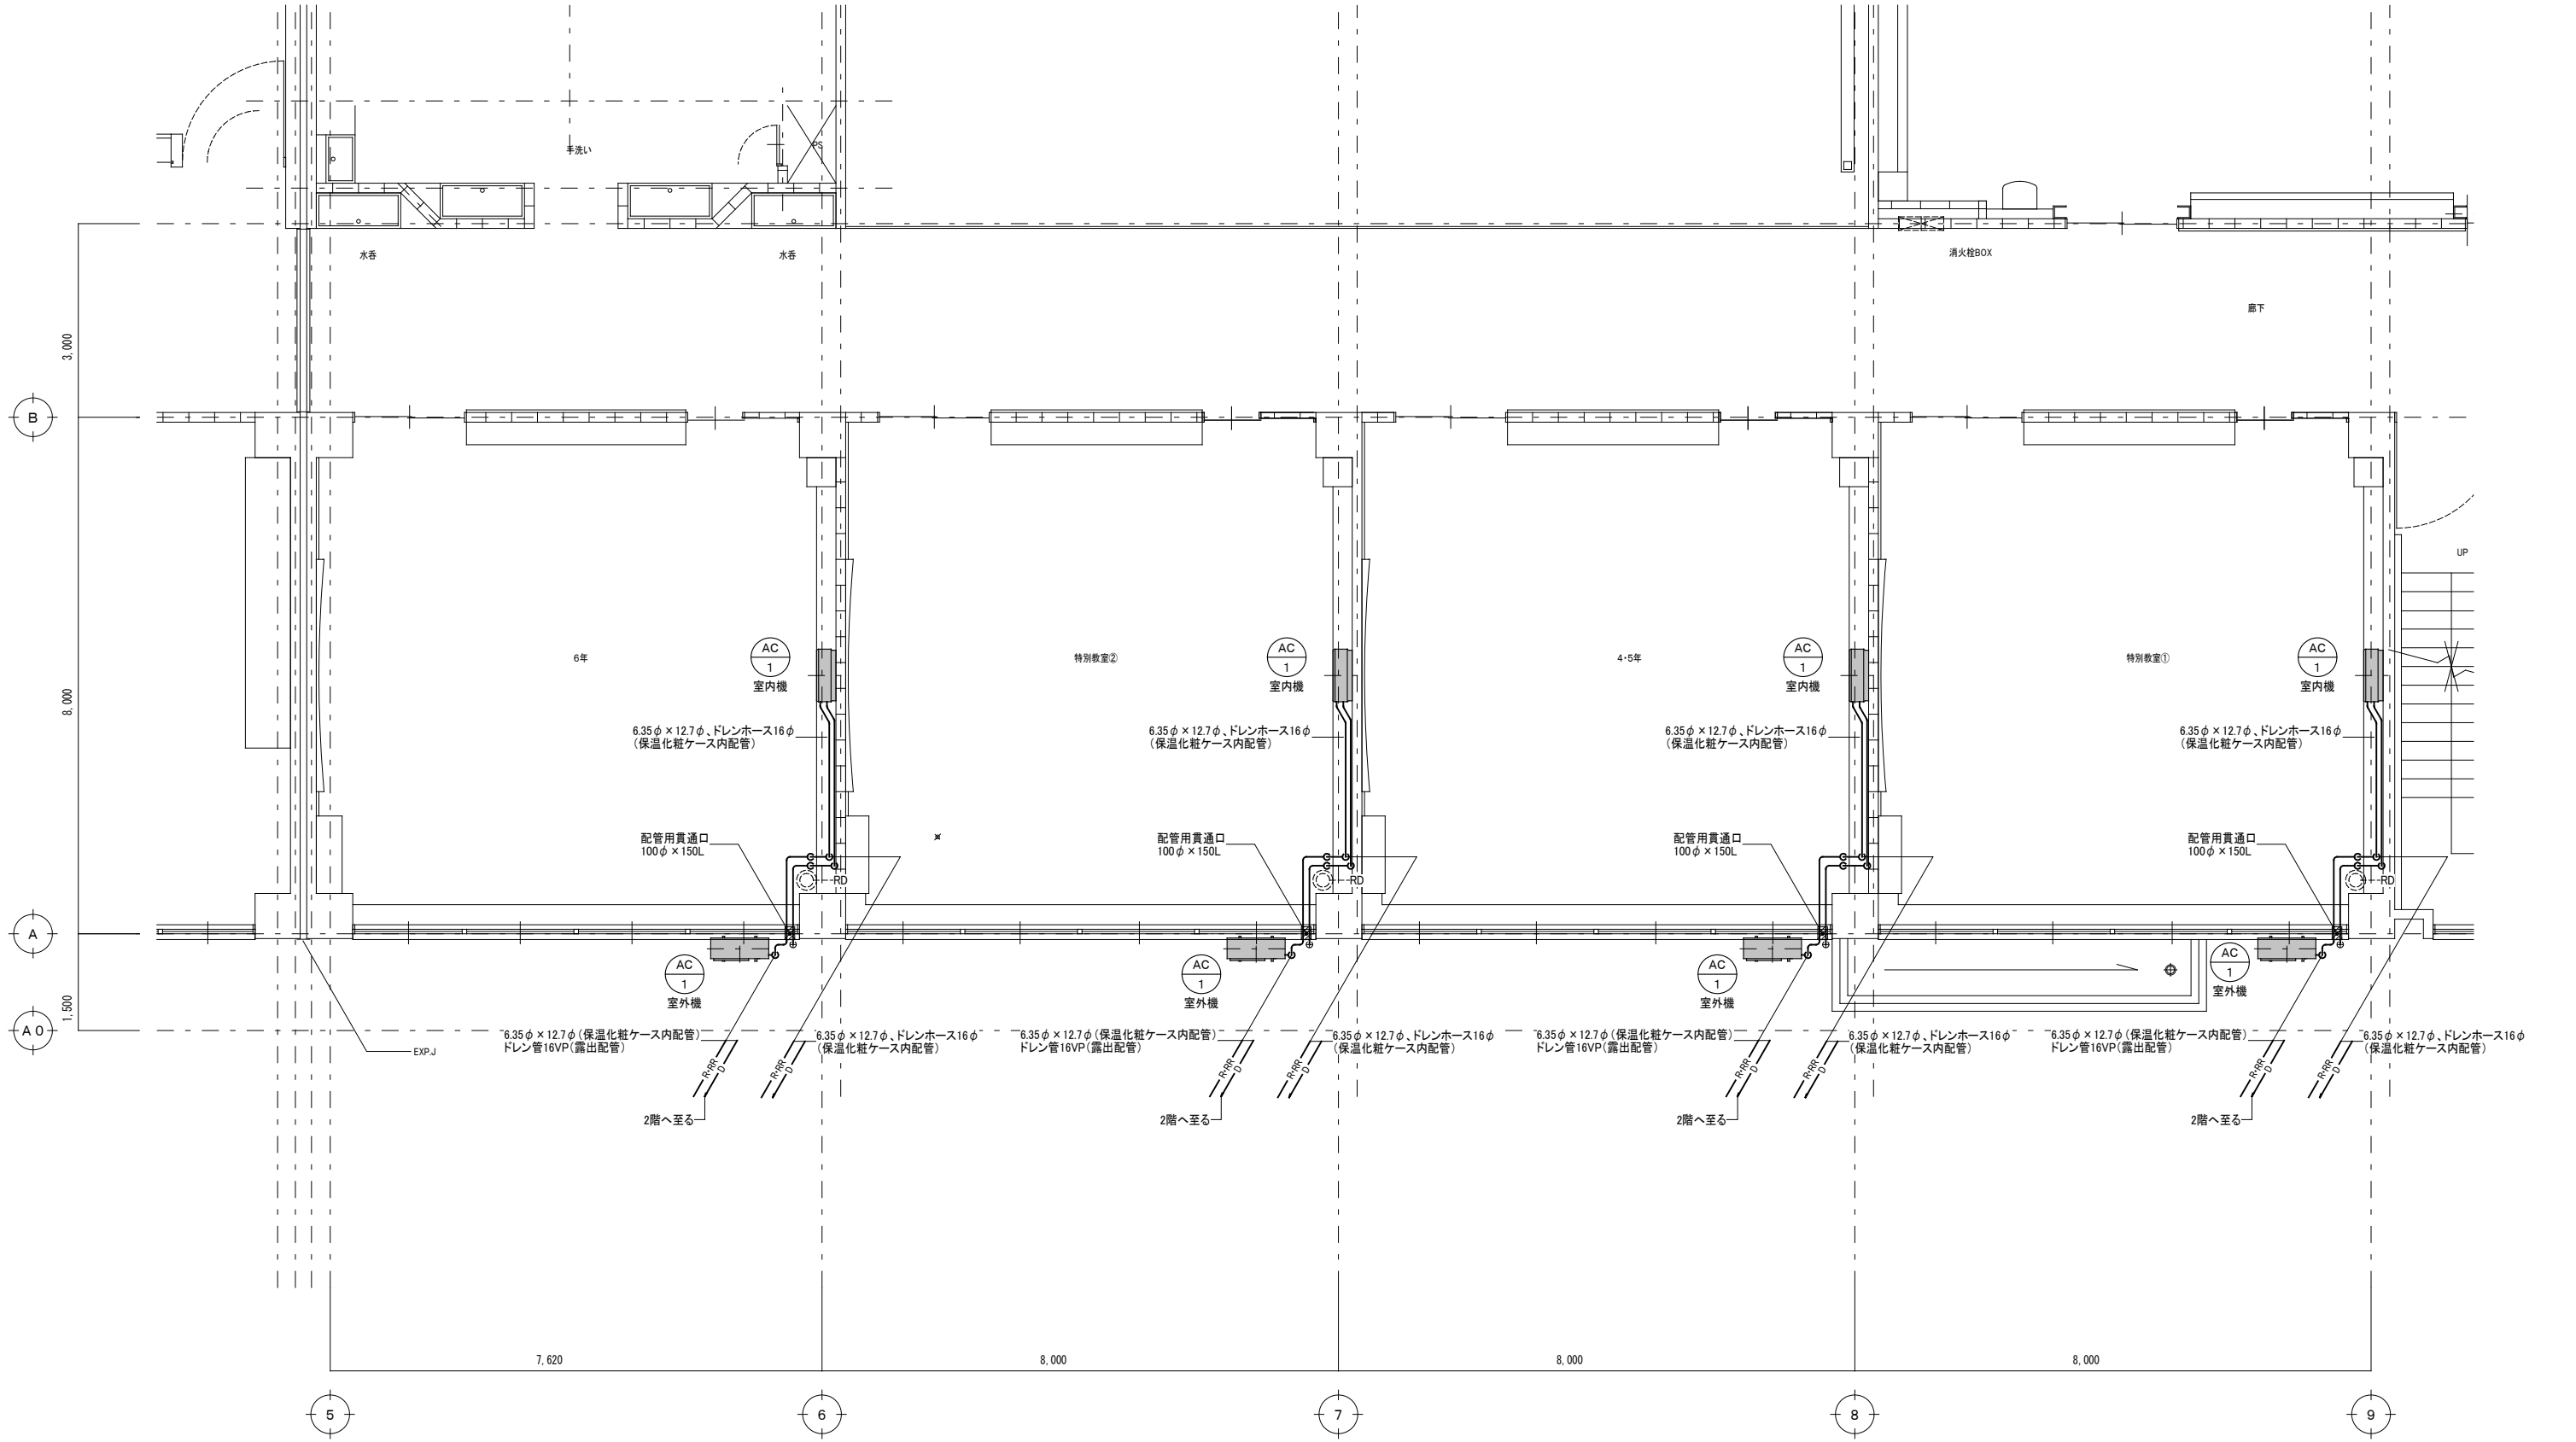 手洗い
PS
水呑
水呑
消火栓BOX
廊下
3,000
B
UP
6年
特別教室②
4・5年
特別教室①
AC
1
室内機
AC
1
室内機
AC
1
室内機
AC
1
室内機
8,000
6.35φ×12.7φ、ドレンホース16φ
(保温化粧ケース内配管)
6.35φ×12.7φ、ドレンホース16φ
(保温化粧ケース内配管)
6.35φ×12.7φ、ドレンホース16φ
(保温化粧ケース内配管)
6.35φ×12.7φ、ドレンホース16φ
(保温化粧ケース内配管)
配管用貫通口
100φ×150L
配管用貫通口
100φ×150L
配管用貫通口
100φ×150L
配管用貫通口
100φ×150L
RD
RD
RD
RD
A
AC
1
室外機
AC
1
室外機
AC
1
室外機
AC
1
室外機
1,500
A0
EXP.J
6.35φ×12.7φ(保温化粧ケース内配管)
ドレン管16VP(露出配管)
6.35φ×12.7φ、ドレンホース16φ
(保温化粧ケース内配管)
6.35φ×12.7φ(保温化粧ケース内配管)
ドレン管16VP(露出配管)
6.35φ×12.7φ、ドレンホース16φ
(保温化粧ケース内配管)
6.35φ×12.7φ(保温化粧ケース内配管)
ドレン管16VP(露出配管)
6.35φ×12.7φ、ドレンホース16φ
(保温化粧ケース内配管)
6.35φ×12.7φ(保温化粧ケース内配管)
ドレン管16VP(露出配管)
6.35φ×12.7φ、ドレンホース16φ
(保温化粧ケース内配管)
R・RR
D
R・RR
D
R・RR
D
R・RR
D
R・RR
D
R・RR
D
R・RR
D
R・RR
D
2階へ至る
2階へ至る
2階へ至る
2階へ至る
7,620
8,000
8,000
8,000
5
6
7
8
9